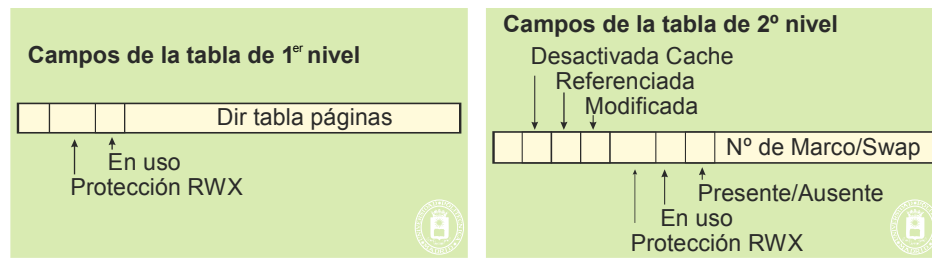 Campos de la tabla de 1er nivel
Dir tabla páginas
En uso
Protección RWX
Campos de la tabla de 2º nivel
Desactivada Cache
Referenciada
Modificada
Nº de Marco/Swap
Presente/Ausente
En uso
Protección RWX